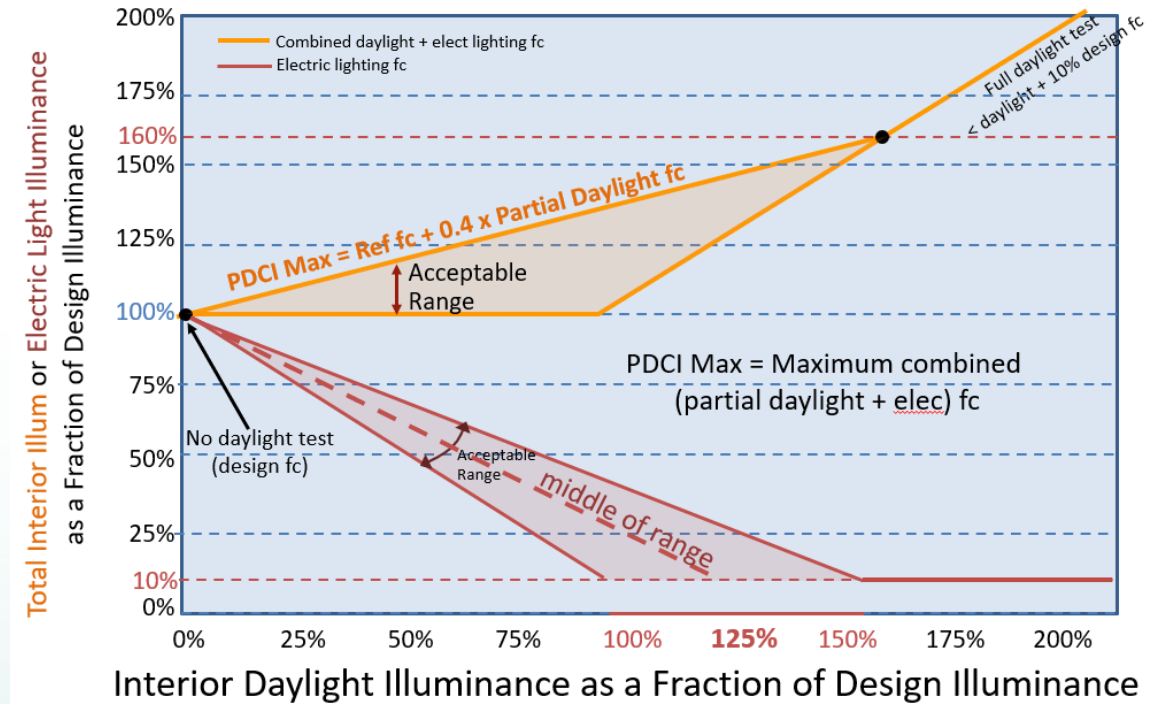 Total Interior Illum or Electric Light Illuminance
as a Fraction of Design Illuminance
200%
175%
160%
150%
125%
100%
75%
50%
25%
10%
0%
Combined daylight + elect lighting fc
Electric lighting fc
Full daylight test
< daylight + 10% design fc
PDCI Max = Ref fc + 0.4 x Partial Daylight fc
Acceptable
Range
PDCI Max = Maximum combined
(partial daylight + elec) fc
No daylight test
(design fc)
Acceptable
Range
middle of range
0%
25%
50%
75%
100%
125%
150%
175%
200%
Interior Daylight Illuminance as a Fraction of Design Illuminance